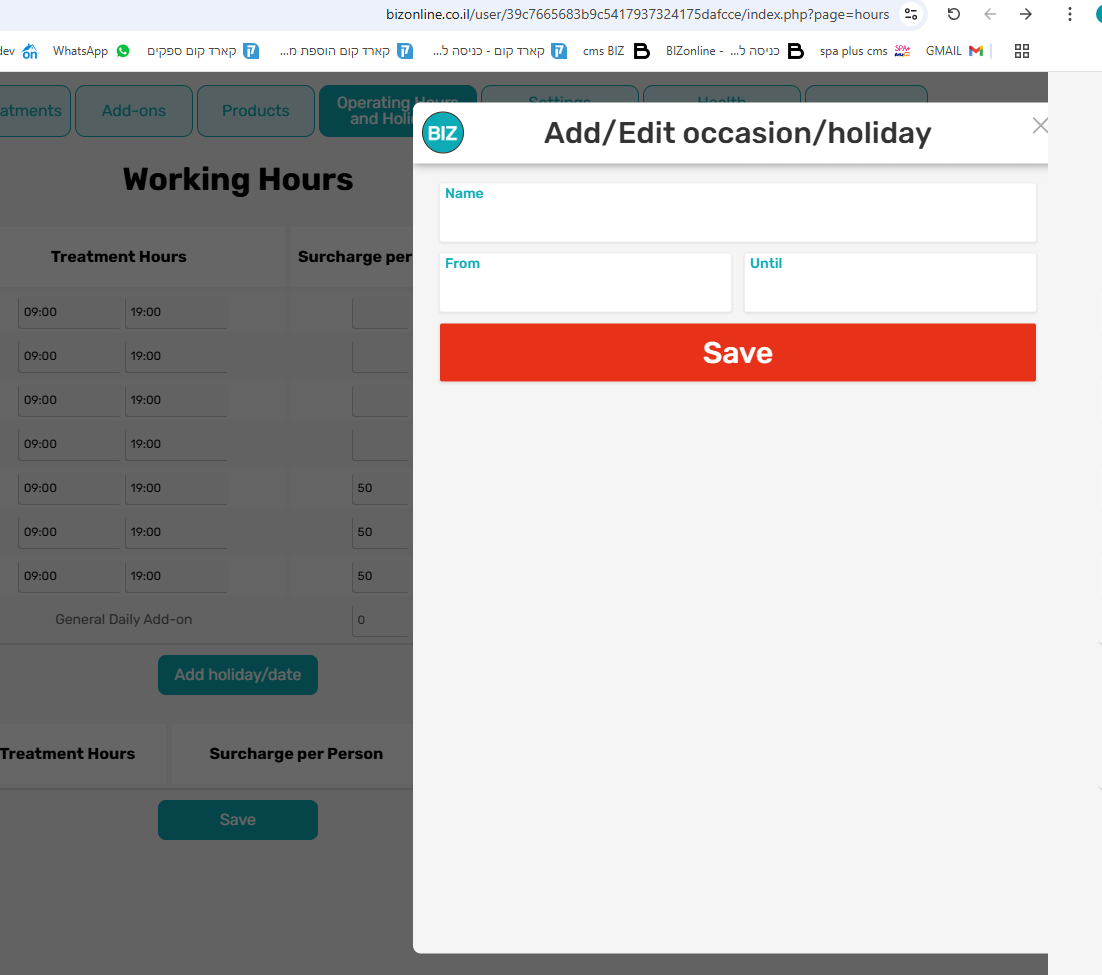 bizonline.co.il/user/39c7665683b9c5417937324175dafcce/index.php?page=hours
dev
WhatsApp
קארד קום ספקים
קארד קום הוספת מ...
קארד קום - כניסה ל...
cms BIZ
BIZonline - כניסה ל...
spa plus cms
GMAIL
atments
Add-ons
Products
Operating Hours
and Holi
Settings
Health
BIZ
Add/Edit occasion/holiday
Working Hours
Name
Treatment Hours
Surcharge per
From
Until
09:00 19:00
Save
09:00 19:00
09:00 19:00
09:00 19:00
09:00 19:00 50
09:00 19:00 50
09:00 19:00 50
General Daily Add-on 0
Add holiday/date
Treatment Hours
Surcharge per Person
Save